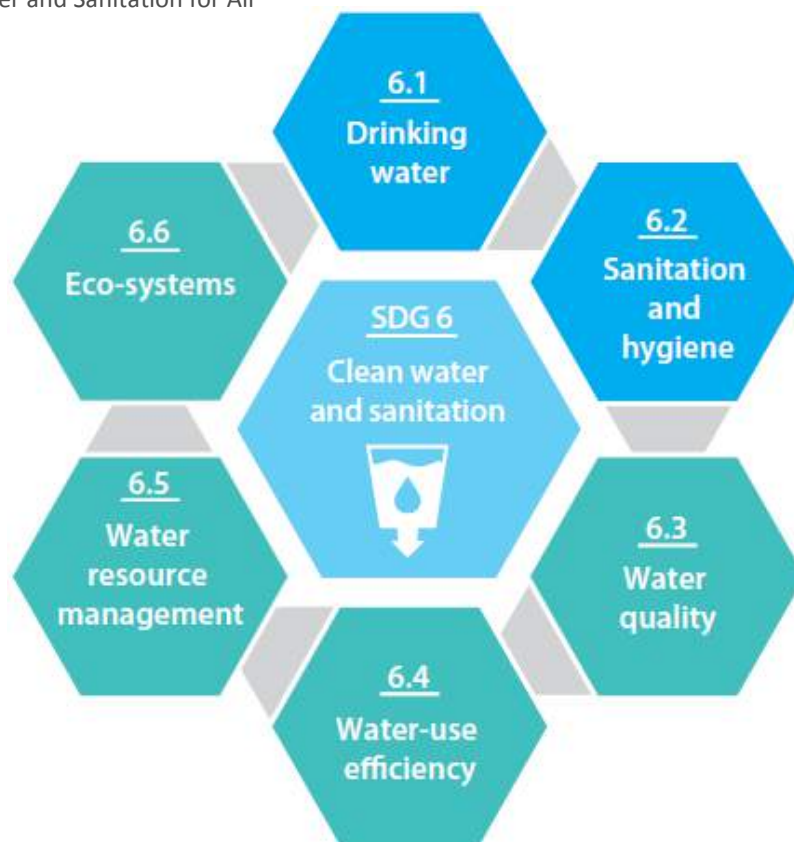 and Sanitation for All
6.1
Drinking
water
6.2
Sanitation
and
hygiene
6.3
Water
quality
6.4
Water-use
efficiency
6.5
Water
resource
management
6.6
Eco-systems
SDG 6
Clean water
and sanitation